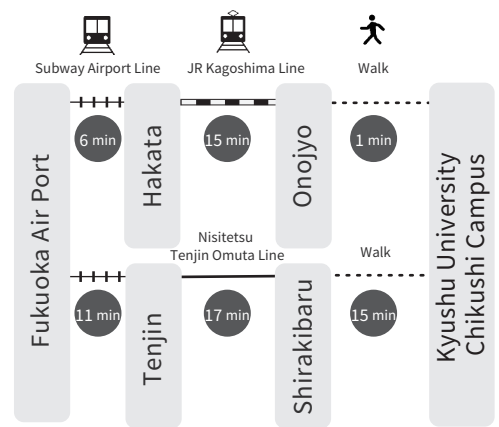 Subway Airport Line
JR Kagoshima Line
Walk
Fukuoka Air Port
6 min
Hakata
15 min
Onojyo
1 min
Kyushu University
Chikushi Campus
Nisitetsu
Tenjin Omuta Line
Walk
11 min
Tenjin
17 min
Shirakibaru
15 min